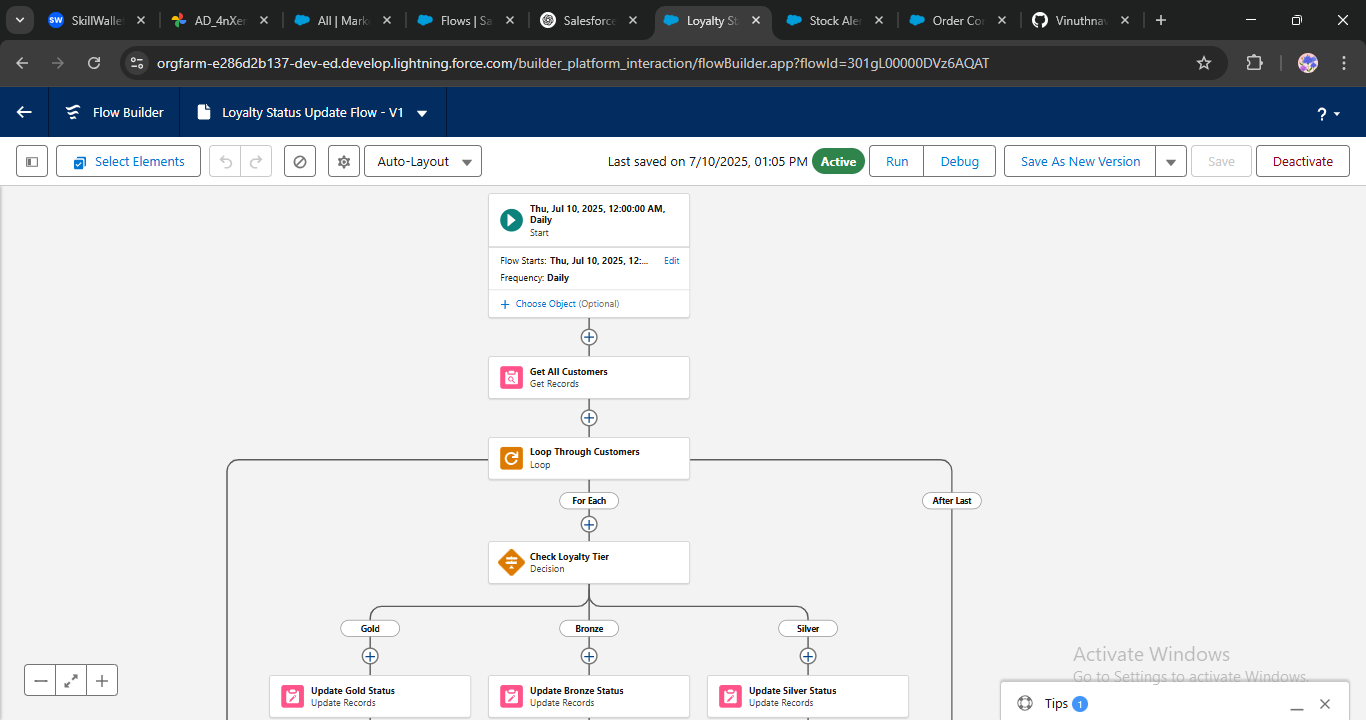 SkillWallet
AD_4nXer
All | Mark
Flows | Sa
Salesforce
Loyalty St
Stock Aler
Order Co
Vinuthna
orgfarm-e286d2b137-dev-ed.develop.lightning.force.com/builder_platform_interaction/flowBuilder.app?flowId=301gL00000DVz6AQAT
Flow Builder
Loyalty Status Update Flow - V1
?
Select Elements
Auto-Layout
Last saved on 7/10/2025, 01:05 PM
Active
Run
Debug
Save As New Version
Save
Deactivate
Thu, Jul 10, 2025, 12:00:00 AM,
Daily
Start
Flow Starts: Thu, Jul 10, 2025, 12:... Edit
Frequency: Daily
Choose Object (Optional)
Get All Customers
Get Records
Loop Through Customers
Loop
For Each
After Last
Check Loyalty Tier
Decision
Gold
Bronze
Silver
Update Gold Status
Update Records
Update Bronze Status
Update Records
Update Silver Status
Update Records
Activate Windows
Go to Settings to activate Windows.
Tips 1